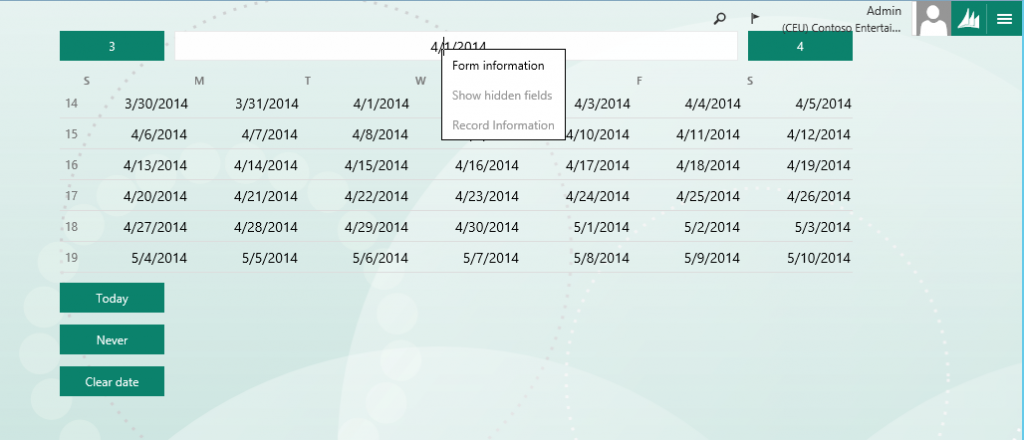 Admin
(CEU) Contoso Entertai...
3 4/1/2014 4
Form information
Show hidden fields
Record Information
S M T W F S
14 3/30/2014 3/31/2014 4/1/2014 4/3/2014 4/4/2014 4/5/2014
15 4/6/2014 4/7/2014 4/8/2014 4/10/2014 4/11/2014 4/12/2014
16 4/13/2014 4/14/2014 4/15/2014 4/16/2014 4/17/2014 4/18/2014 4/19/2014
17 4/20/2014 4/21/2014 4/22/2014 4/23/2014 4/24/2014 4/25/2014 4/26/2014
18 4/27/2014 4/28/2014 4/29/2014 4/30/2014 5/1/2014 5/2/2014 5/3/2014
19 5/4/2014 5/5/2014 5/6/2014 5/7/2014 5/8/2014 5/9/2014 5/10/2014
Today
Never
Clear date